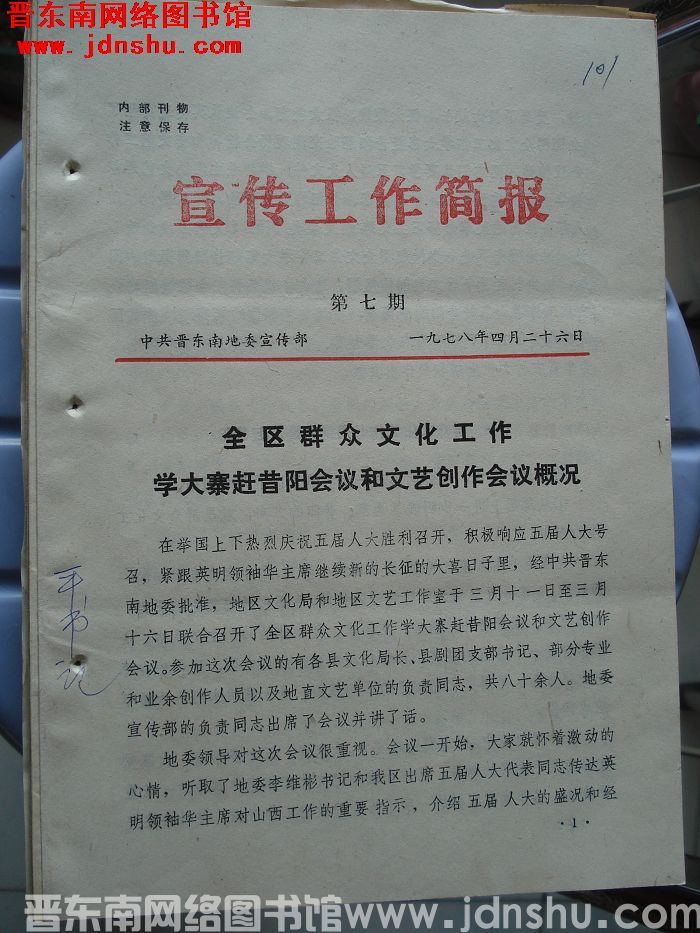 晋东南网络图书馆
www.jdnshu.com
101
内部刊物
注意保存
宣传工作简报
第七期
中共晋东南地委宣传部 一九七八年四月二十六日
全区群众文化工作
学大寨赶昔阳会议和文艺创作会议概况
在举国上下热烈庆祝五届人大胜利召开，积极响应五届人大号
召，紧跟英明领袖华主席继续新的长征的大喜日子里，经中共晋东
南地委批准，地区文化局和地区文艺工作室于三月十一日至三月
十六日联合召开了全区群众文化工作学大寨赶昔阳会议和文艺创作
会议。参加这次会议的有各县文化局长、县剧团支部书记、部分专业
和业余创作人员以及地直文艺单位的负责同志，共八十余人。地委
宣传部的负责同志出席了会议并讲了话。
地委领导对这次会议很重视。会议一开始，大家就怀着激动的
心情，听取了地委李维彬书记和我区出席五届人大代表同志传达英
明领袖华主席对山西工作的重要指示，介绍五届人大的盛况和经
·1·
书记
晋东南网络图书馆www.jdnshu.com